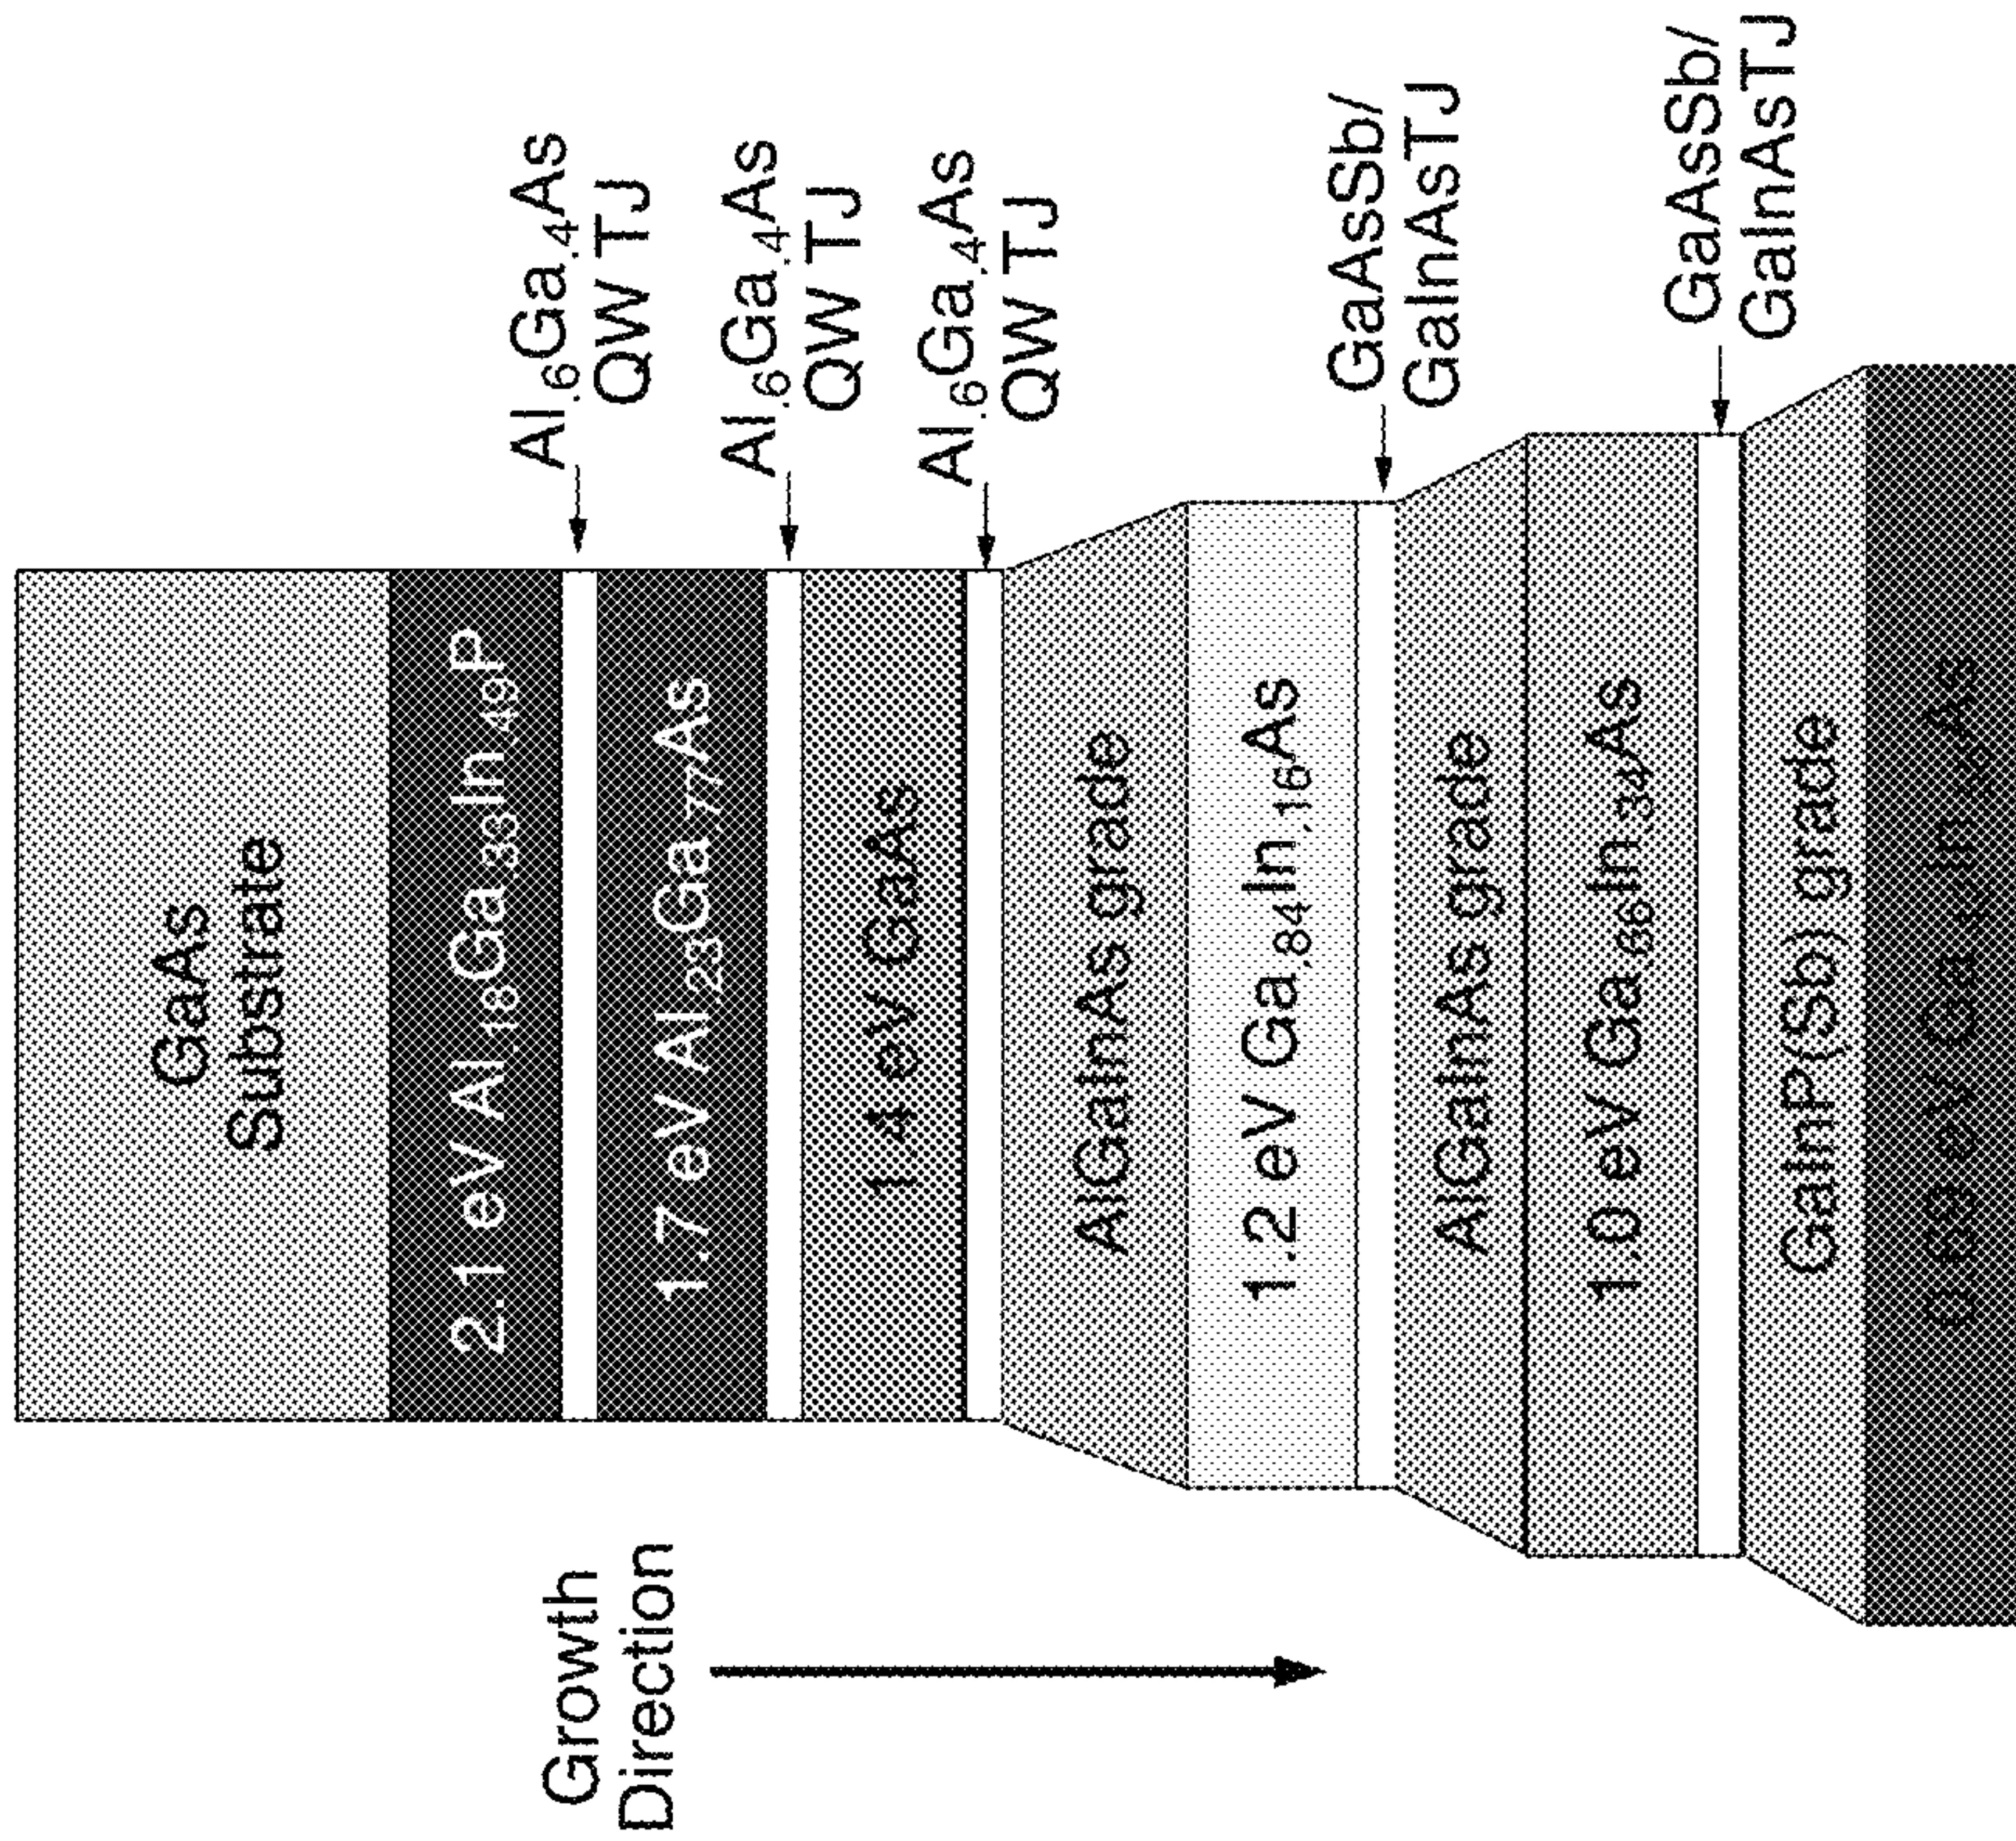 GaAs
Substrate
2.1 eV Al.18Ga.33In.49P
Al.6Ga.4As
QW TJ
1.7 eV Al.23Ga.77As
Al.6Ga.4As
QW TJ
1.4 eV GaAs
Al.6Ga.4As
QW TJ
AlGaInAs grade
1.2 eV Ga.84In.16As
GaAsSb/
GaInAsTJ
AlGaInAs grade
1.0 eV Ga.66In.34As
GaAsSb/
GaInAsTJ
GaInP(Sb) grade
0.69 eV
Growth
Direction